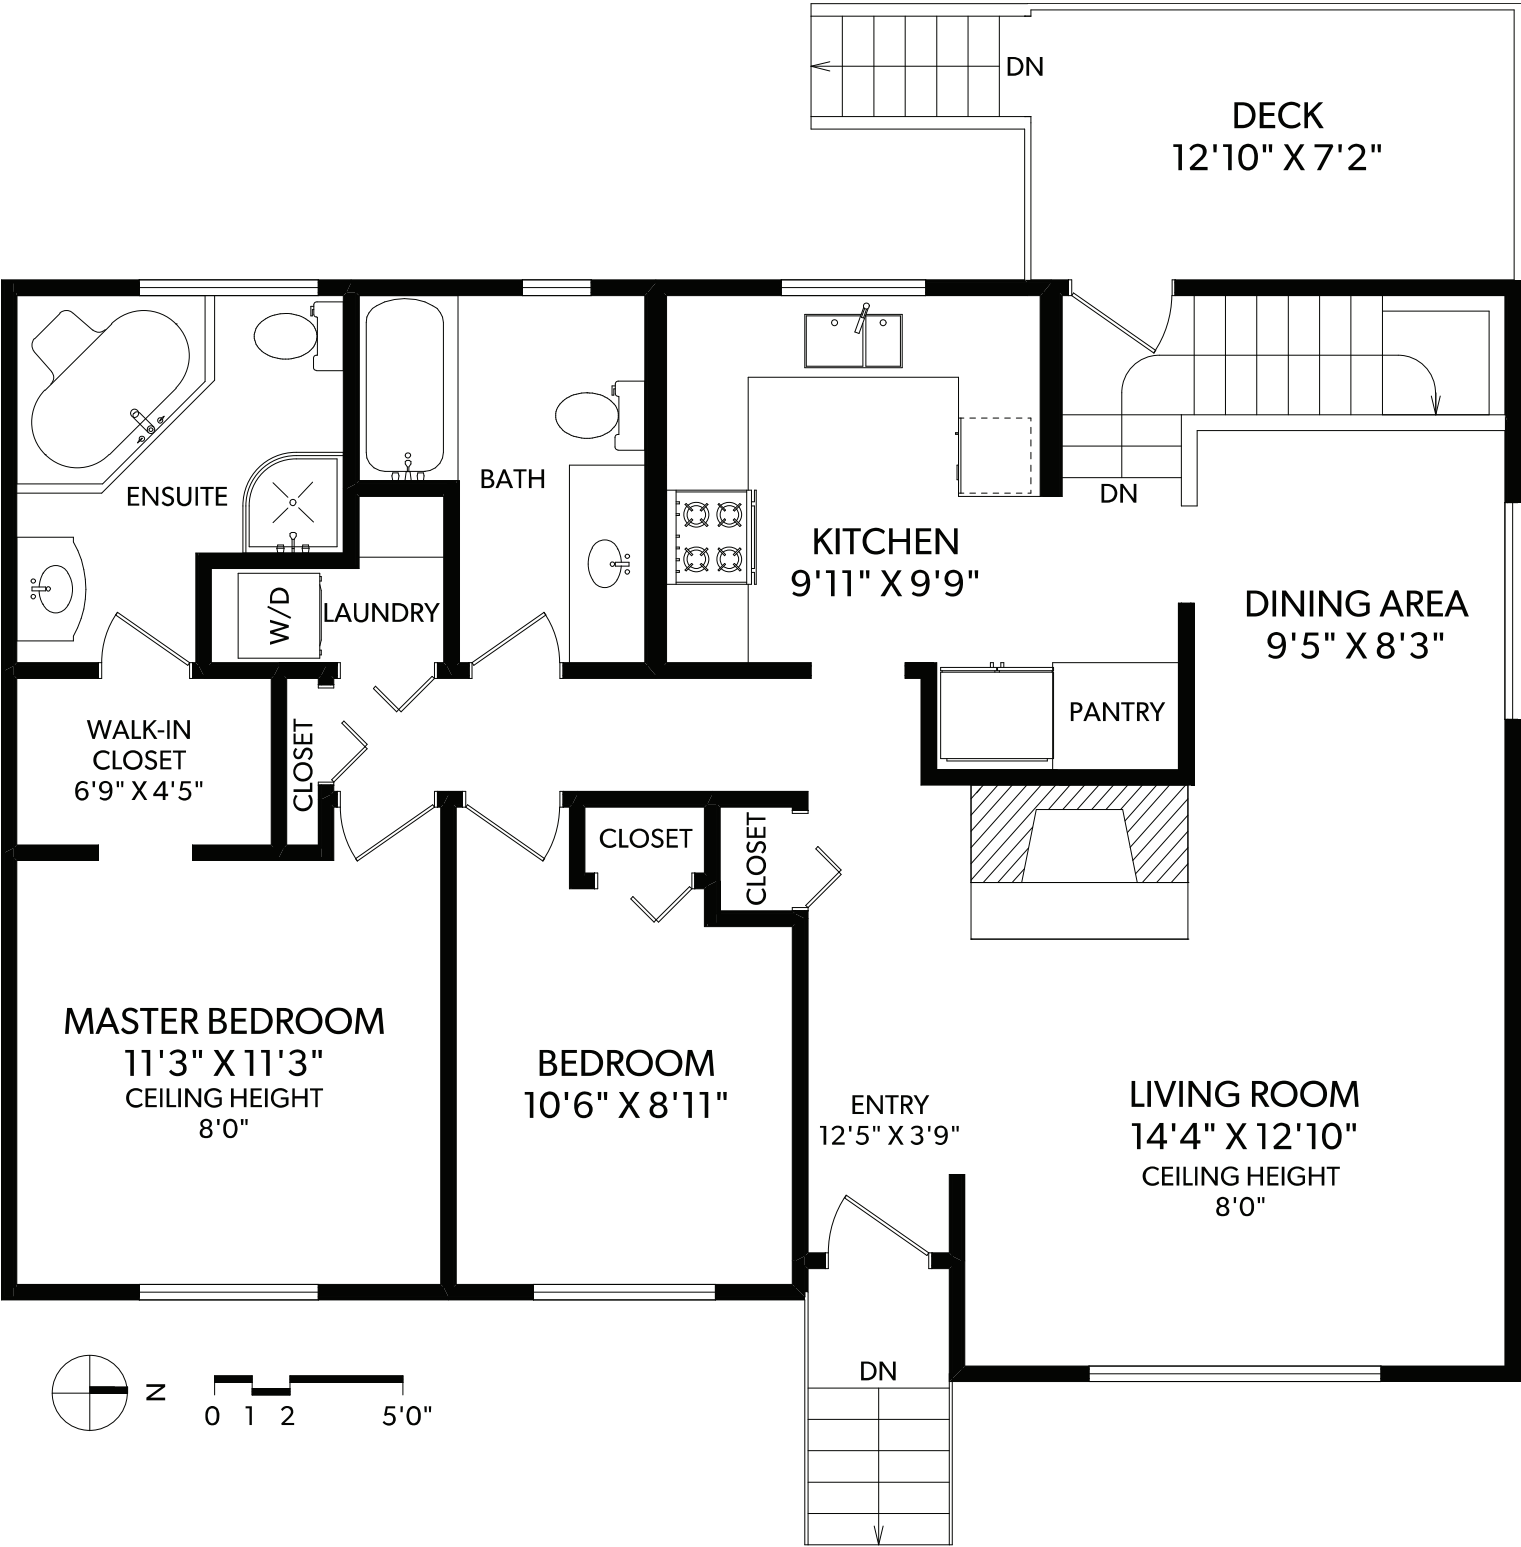 DN
DECK
12'10" X 7'2"
ENSUITE
BATH
DN
KITCHEN
9'11" X 9'9"
W/D
LAUNDRY
DINING AREA
9'5" X 8'3"
WALK-IN
CLOSET
6'9" X 4'5"
CLOSET
PANTRY
CLOSET
CLOSET
MASTER BEDROOM
11'3" X 11'3"
CEILING HEIGHT
8'0"
BEDROOM
10'6" X 8'11"
ENTRY
12'5" X 3'9"
LIVING ROOM
14'4" X 12'10"
CEILING HEIGHT
8'0"
DN
N
0 1 2 5'0"